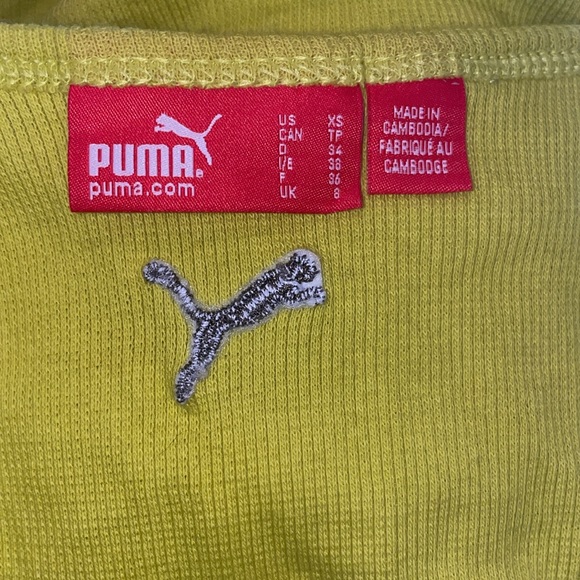 PUMA®
puma.com
US XS
CAN TP
D 34
I/E 38
F 36
UK 8
MADE IN
CAMBODIA/
FABRIQUÉ AU
CAMBODGE